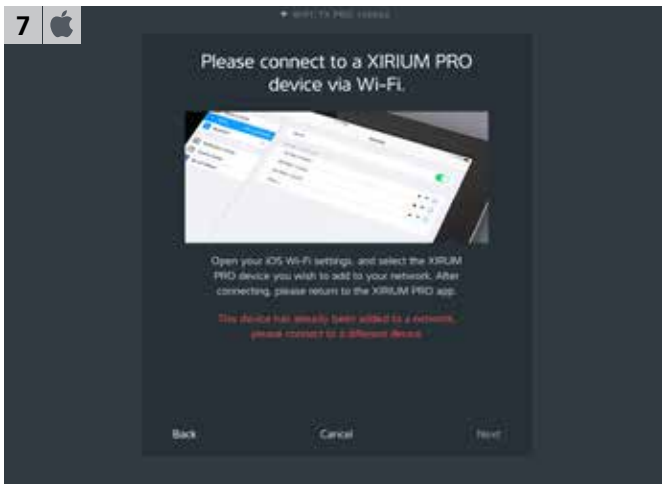 7
Please connect to a XIRIUM PRO
device via Wi-Fi.
Open your iOS Wi-Fi settings, and select the XIRIUM
PRO device you wish to add to your network. After
connecting, please return to the XIRIUM PRO app.
This device has already been added to a network,
please connect to a different device
Back
Cancel
Next